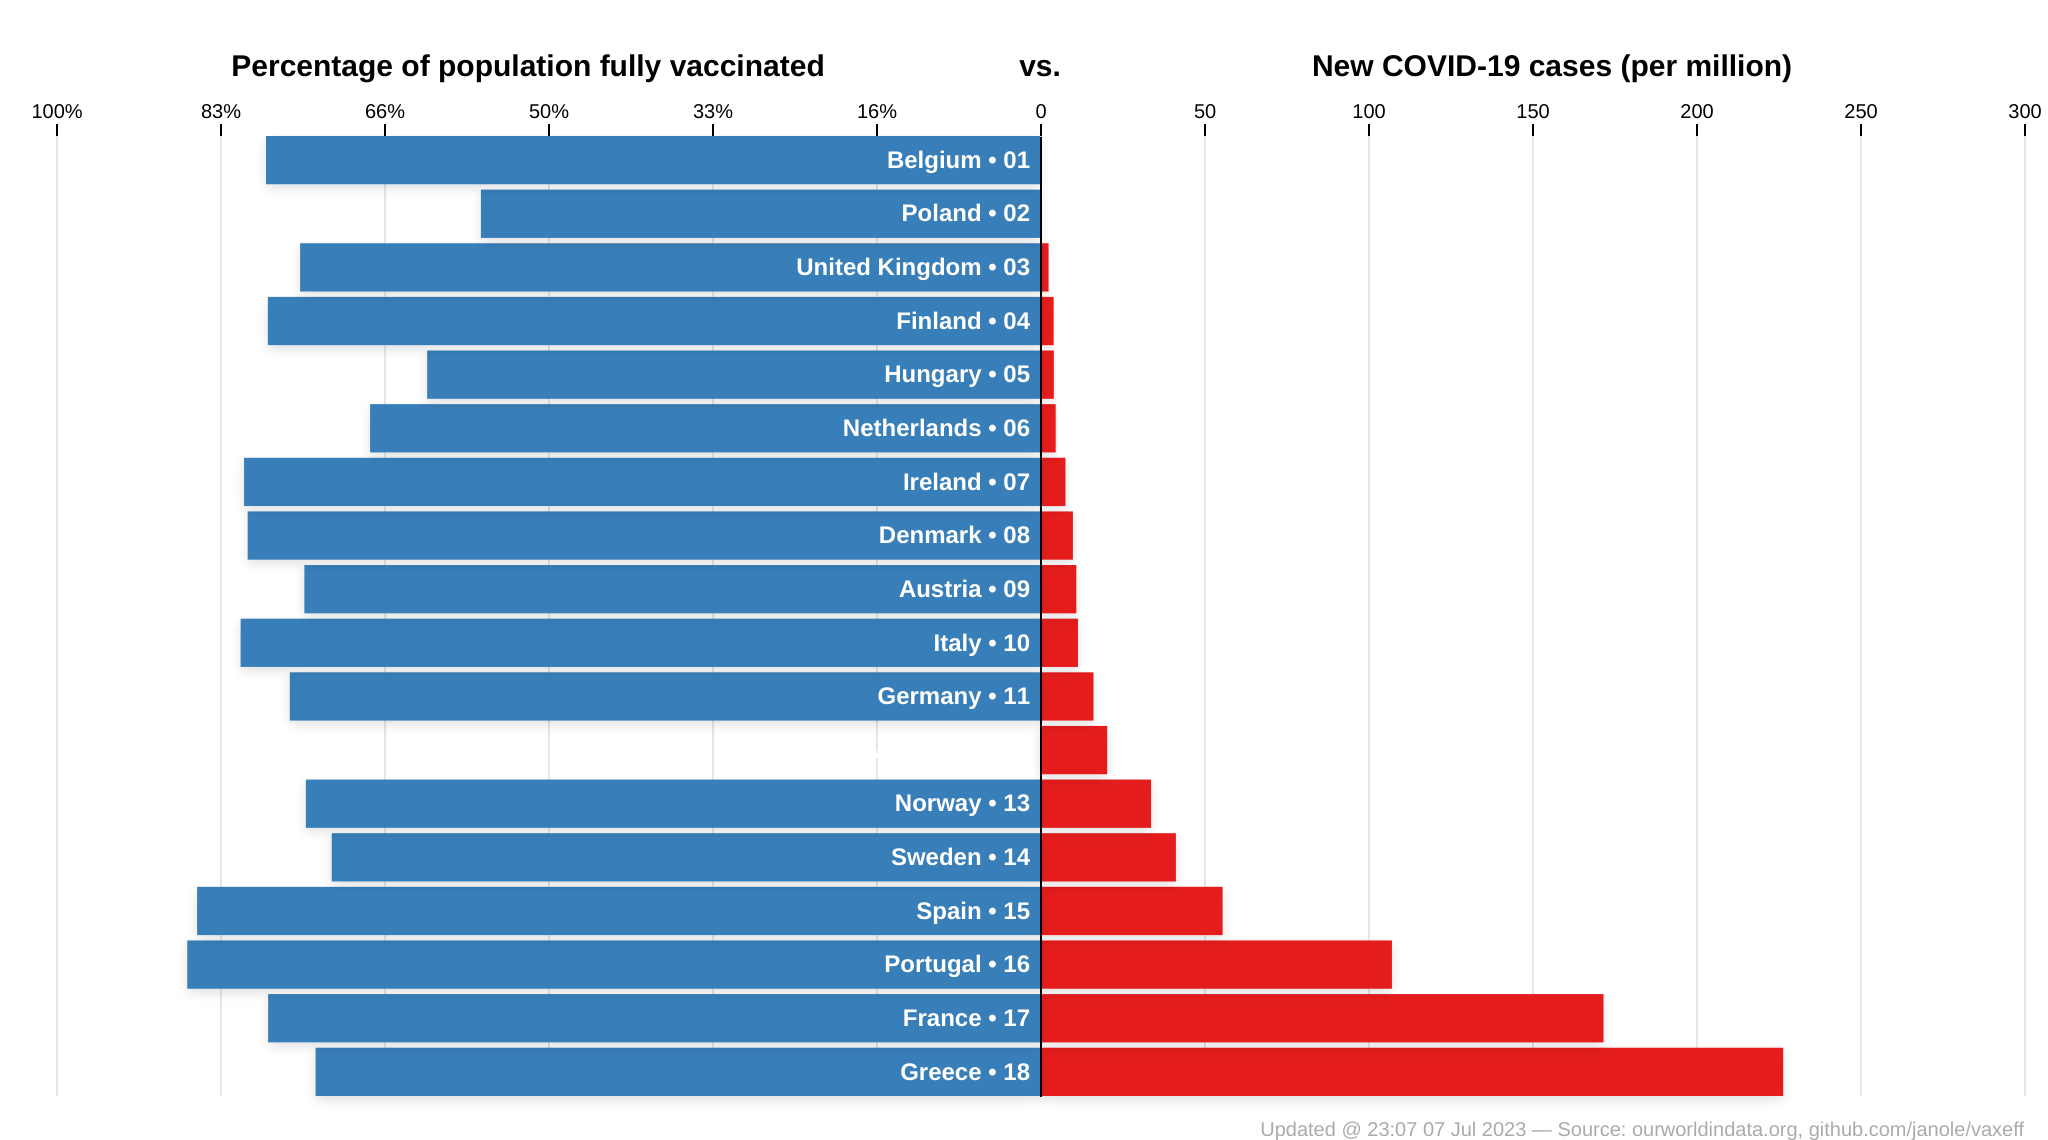 Percentage of population fully vaccinated vs. New COVID-19 cases (per million)
100% 83% 66% 50% 33% 16% 0 50 100 150 200 250 300
Belgium • 01
Poland • 02
United Kingdom • 03
Finland • 04
Hungary • 05
Netherlands • 06
Ireland • 07
Denmark • 08
Austria • 09
Italy • 10
Germany • 11
Norway • 13
Sweden • 14
Spain • 15
Portugal • 16
France • 17
Greece • 18
Updated @ 23:07 07 Jul 2023 — Source: ourworldindata.org, github.com/janole/vaxeff